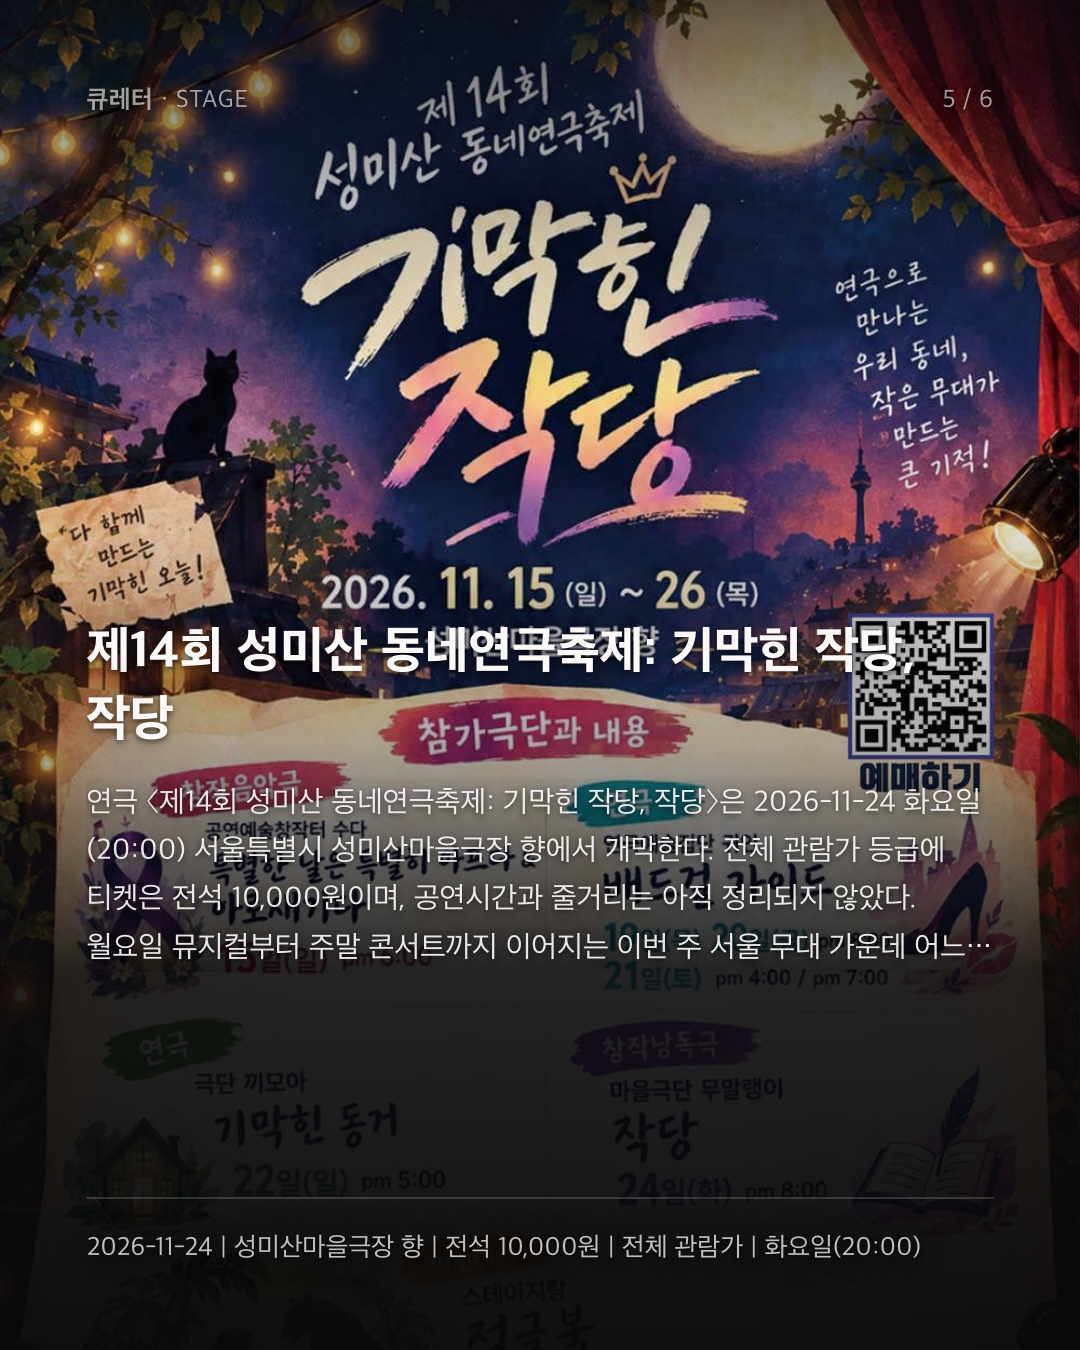 큐레터 · STAGE
5 / 6
제 14회
성미산 동네연극축제
기막힌
작당
연극으로
만나는
우리 동네,
작은 무대가
만드는
큰 기적!
"다 함께
만드는
기막힌 오늘!
2026. 11. 15 (일) ~ 26 (목)
제14회 성미산 동네연극축제: 기막힌 작당,
작당
참가극단과 내용
예매하기
연극 〈제14회 성미산 동네연극축제: 기막힌 작당, 작당〉은 2026-11-24 화요일
(20:00) 서울특별시 성미산마을극장 향에서 개막한다. 전체 관람가 등급에
티켓은 전석 10,000원이며, 공연시간과 줄거리는 아직 정리되지 않았다.
월요일 뮤지컬부터 주말 콘서트까지 이어지는 이번 주 서울 무대 가운데 어느…
공연예술창작터 수다
21일(토) pm 4:00 / pm 7:00
연극
극단 끼모아
기막힌 동거
22일(일) pm 5:00
창작낭독극
마을극단 무말랭이
작당
24일(화) pm 8:00
2026-11-24 | 성미산마을극장 향 | 전석 10,000원 | 전체 관람가 | 화요일(20:00)
스테이지랑
정글북